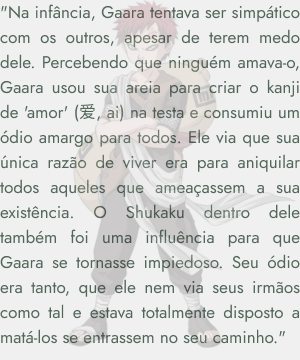 "Na infância, Gaara tentava ser simpático
com os outros, apesar de terem medo
dele. Percebendo que ninguém amava-o,
Gaara usou sua areia para criar o kanji
de 'amor' (爱, ai) na testa e consumiu um
ódio amargo para todos. Ele via que sua
única razão de viver era para aniquilar
todos aqueles que ameaçassem a sua
existência. O Shukaku dentro dele
também foi uma influência para que
Gaara se tornasse impiedoso. Seu ódio
era tanto, que ele nem via seus irmãos
como tal e estava totalmente disposto a
matá-los se entrassem no seu caminho."